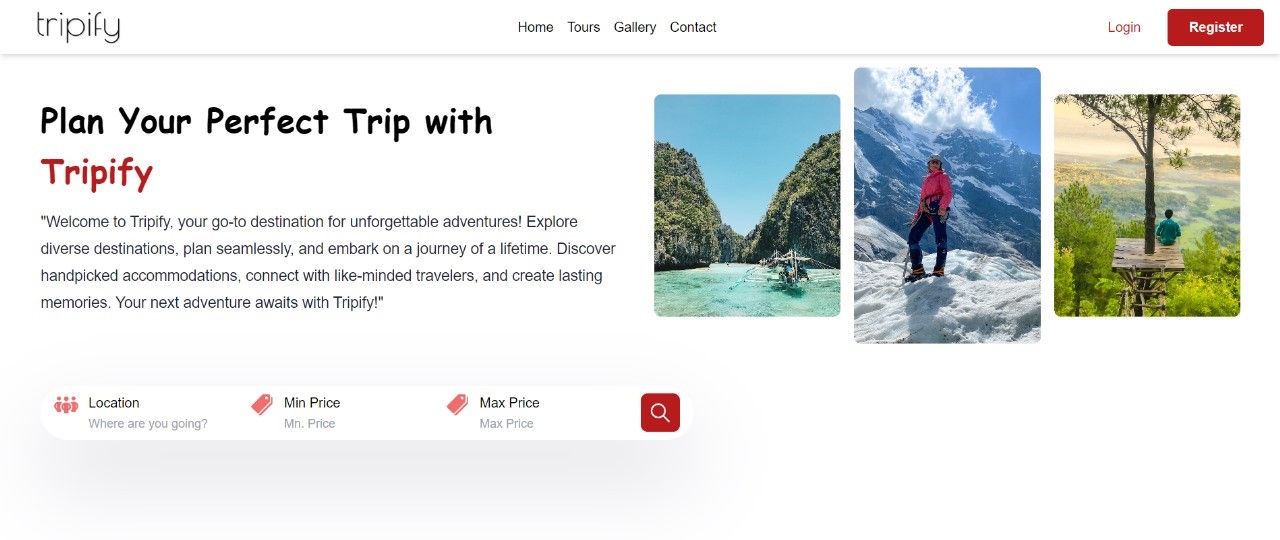 tripify
Home Tours Gallery Contact
Login
Register
Plan Your Perfect Trip with
Tripify
"Welcome to Tripify, your go-to destination for unforgettable adventures! Explore
diverse destinations, plan seamlessly, and embark on a journey of a lifetime. Discover
handpicked accommodations, connect with like-minded travelers, and create lasting
memories. Your next adventure awaits with Tripify!"
Location
Where are you going?
Min Price
Mn. Price
Max Price
Max Price